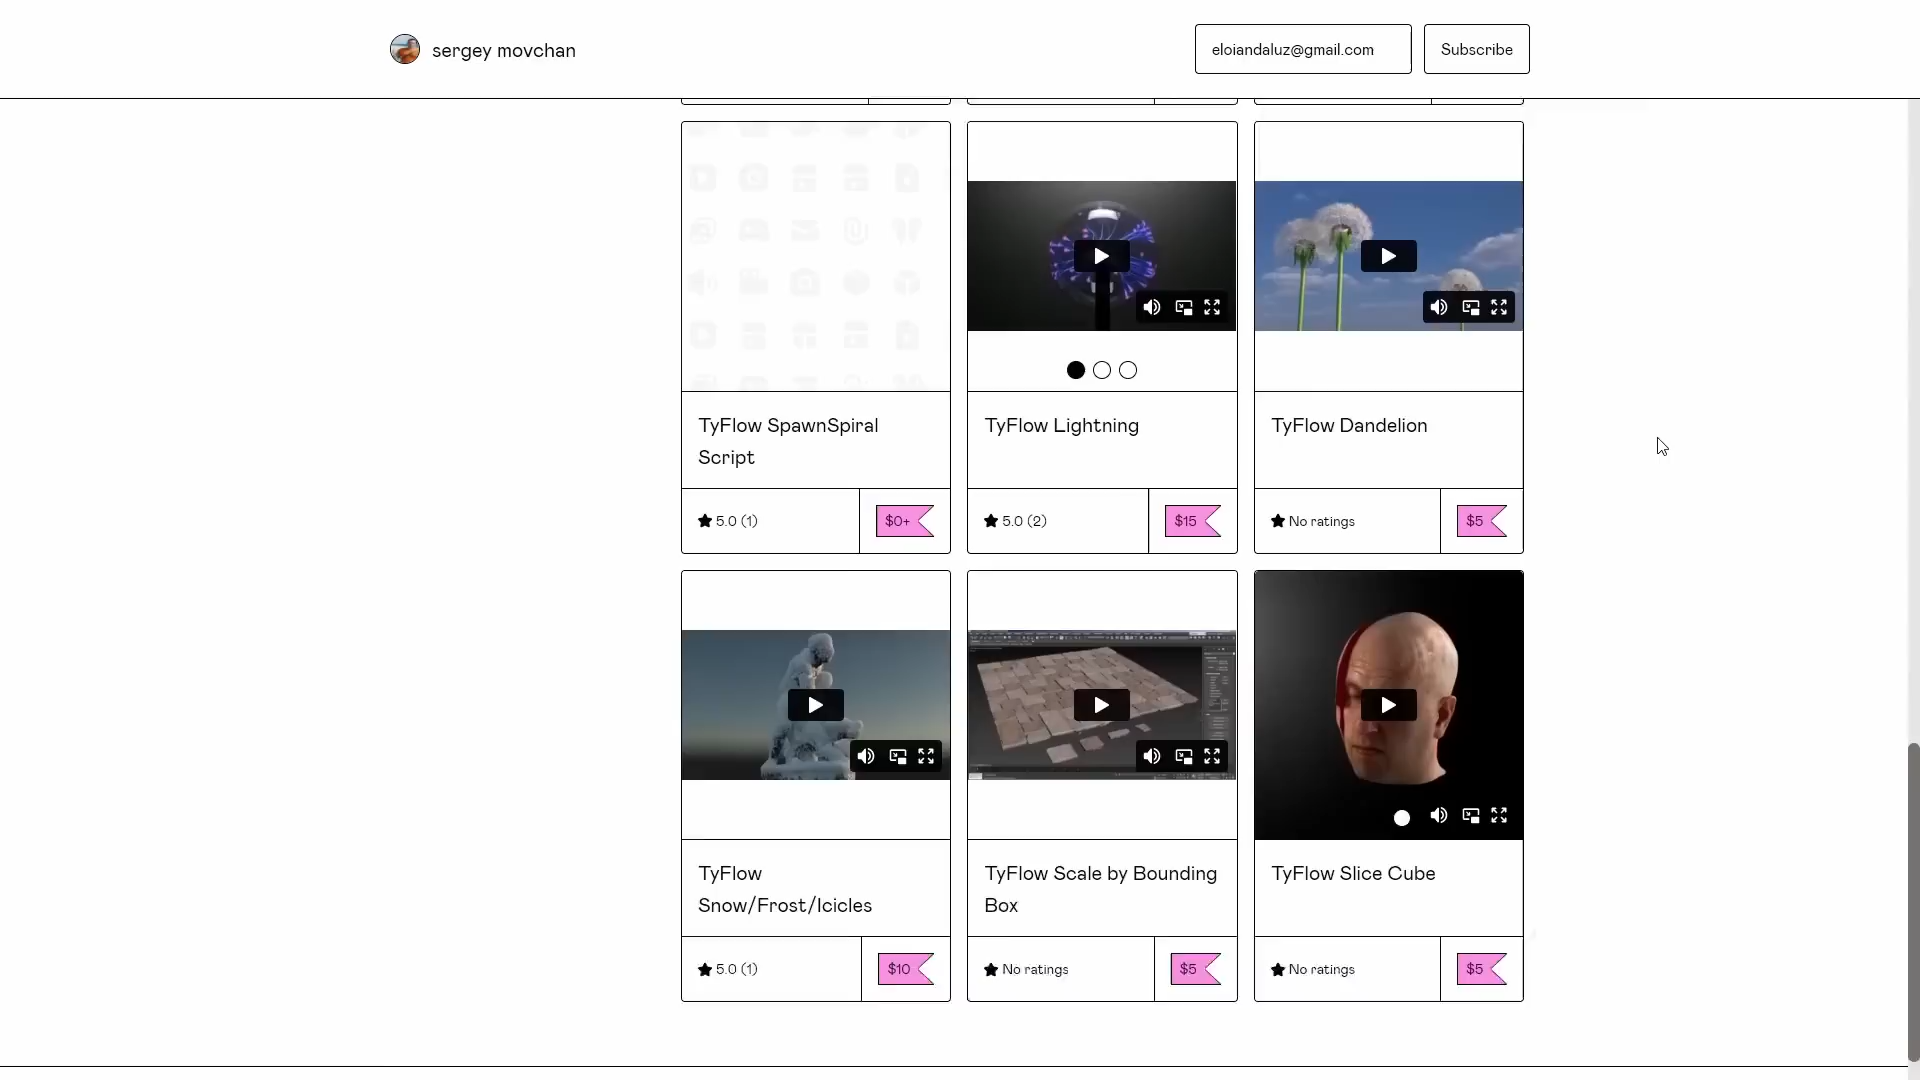 sergey movchan
eloiandaluz@gmail.com
Subscribe
TyFlow SpawnSpiral
Script
5.0 (1)
$0+
TyFlow Lightning
5.0 (2)
$15
TyFlow Dandelion
No ratings
$5
TyFlow
Snow/Frost/Icicles
5.0 (1)
$10
TyFlow Scale by Bounding
Box
No ratings
$5
TyFlow Slice Cube
No ratings
$5